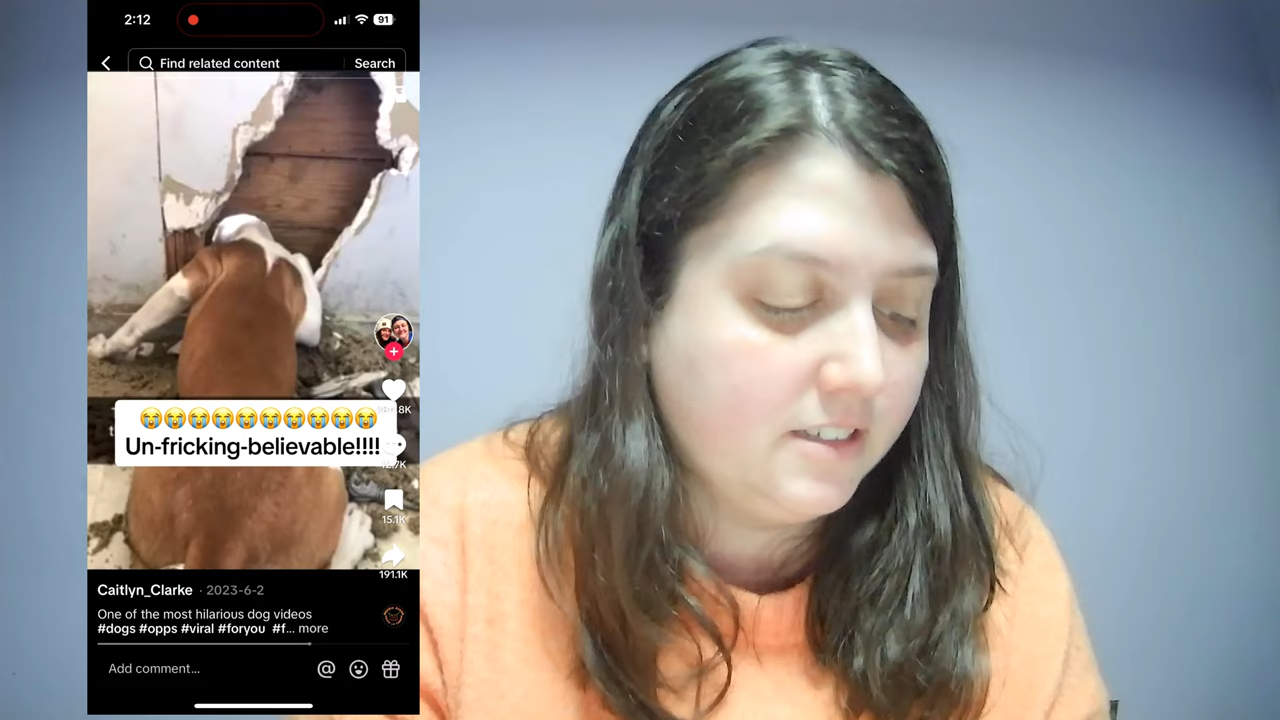 2:12
91
Find related content
Search
Un-fricking-believable!!!!
15.1K
191.1K
Caitlyn_Clarke · 2023-6-2
One of the most hilarious dog videos
#dogs #opps #viral #foryou #f... more
Add comment...